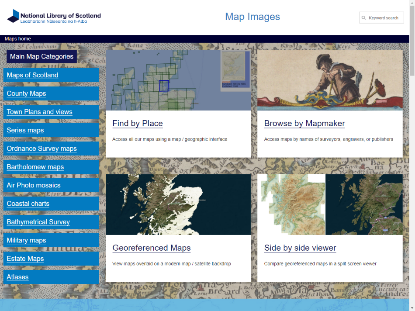 National Library of Scotland
Leabharlann Nàiseanta na h-Alba
Map Images
Keyword search
Maps home
Main Map Categories
Maps of Scotland
County Maps
Town Plans and views
Series maps
Ordnance Survey maps
Bartholomew maps
Air Photo mosaics
Coastal charts
Bathymetrical Survey
Military maps
Estate Maps
Atlases
Find by Place
Access all our maps using a map / geographic interface
Browse by Mapmaker
Access maps by names of surveyors, engravers, or publishers
Georeferenced Maps
View maps overlaid on a modern map / satellite backdrop
Side by side viewer
Compare georeferenced maps in a split screen viewer